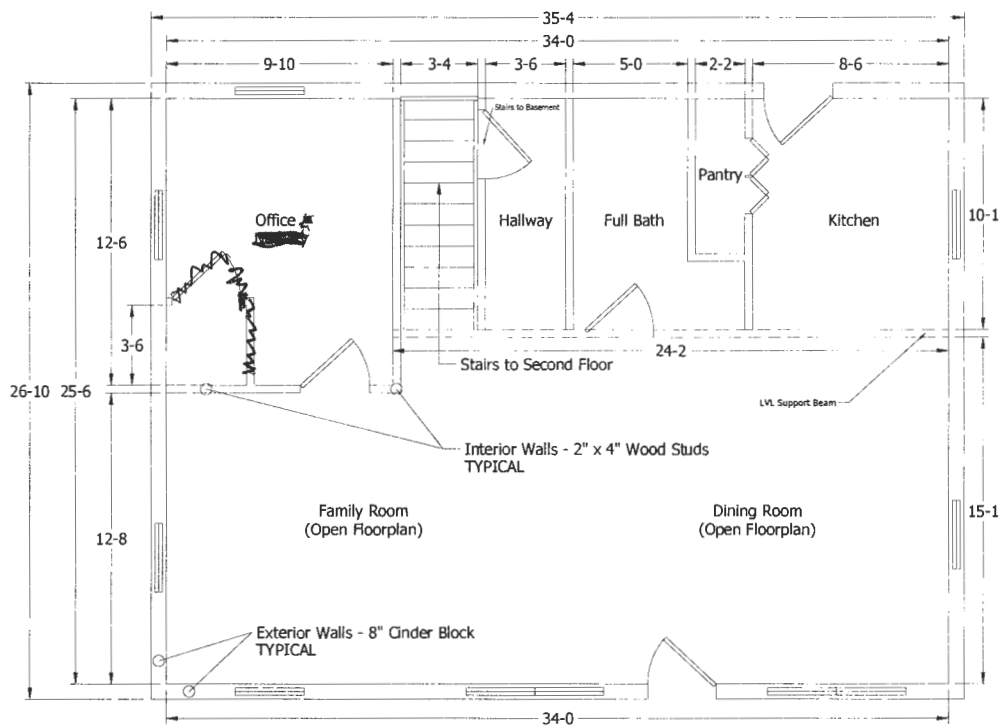 35-4
34-0
9-10
3-4
3-6
5-0
2-2
8-6
Stairs to Basement
Pantry
Office
Hallway
Full Bath
Kitchen
10-1
12-6
3-6
24-2
Stairs to Second Floor
26-10
25-6
LVL Support Beam
Interior Walls - 2" x 4" Wood Studs
TYPICAL
Family Room
(Open Floorplan)
Dining Room
(Open Floorplan)
15-1
12-8
Exterior Walls - 8" Cinder Block
TYPICAL
34-0